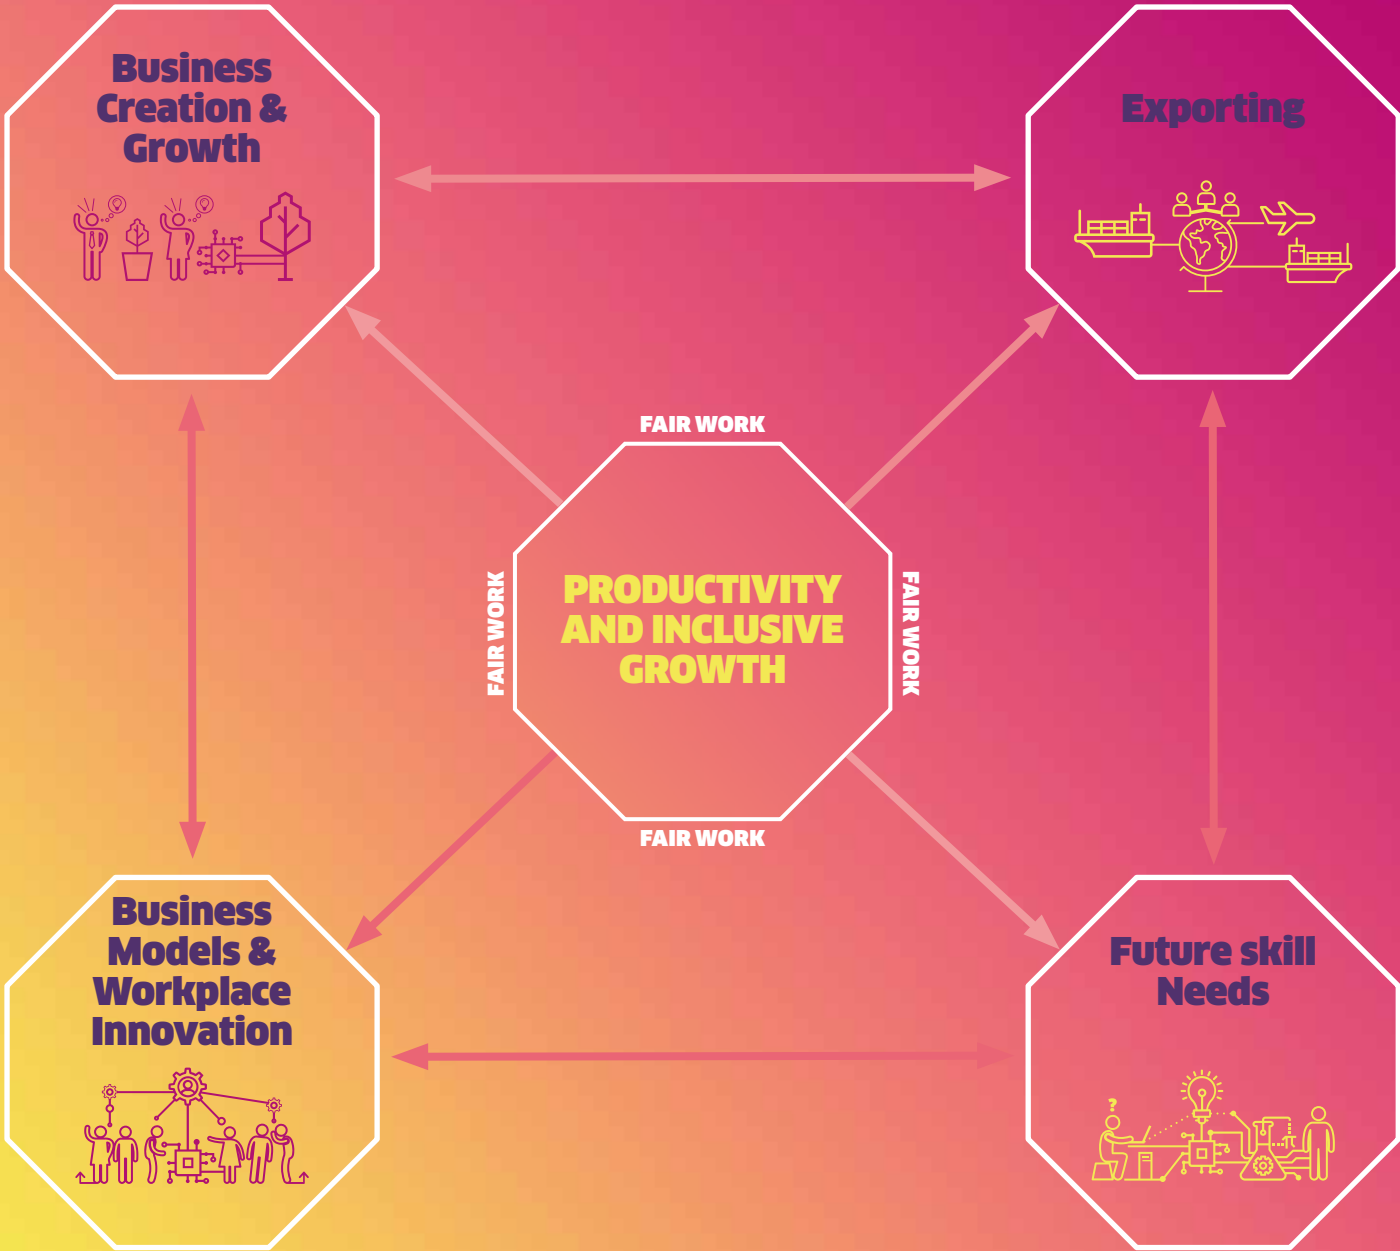 Business
Creation &
Growth
Exporting
FAIR WORK
FAIR WORK
PRODUCTIVITY
AND INCLUSIVE
GROWTH
FAIR WORK
FAIR WORK
Business
Models &
Workplace
Innovation
Future skill
Needs
?